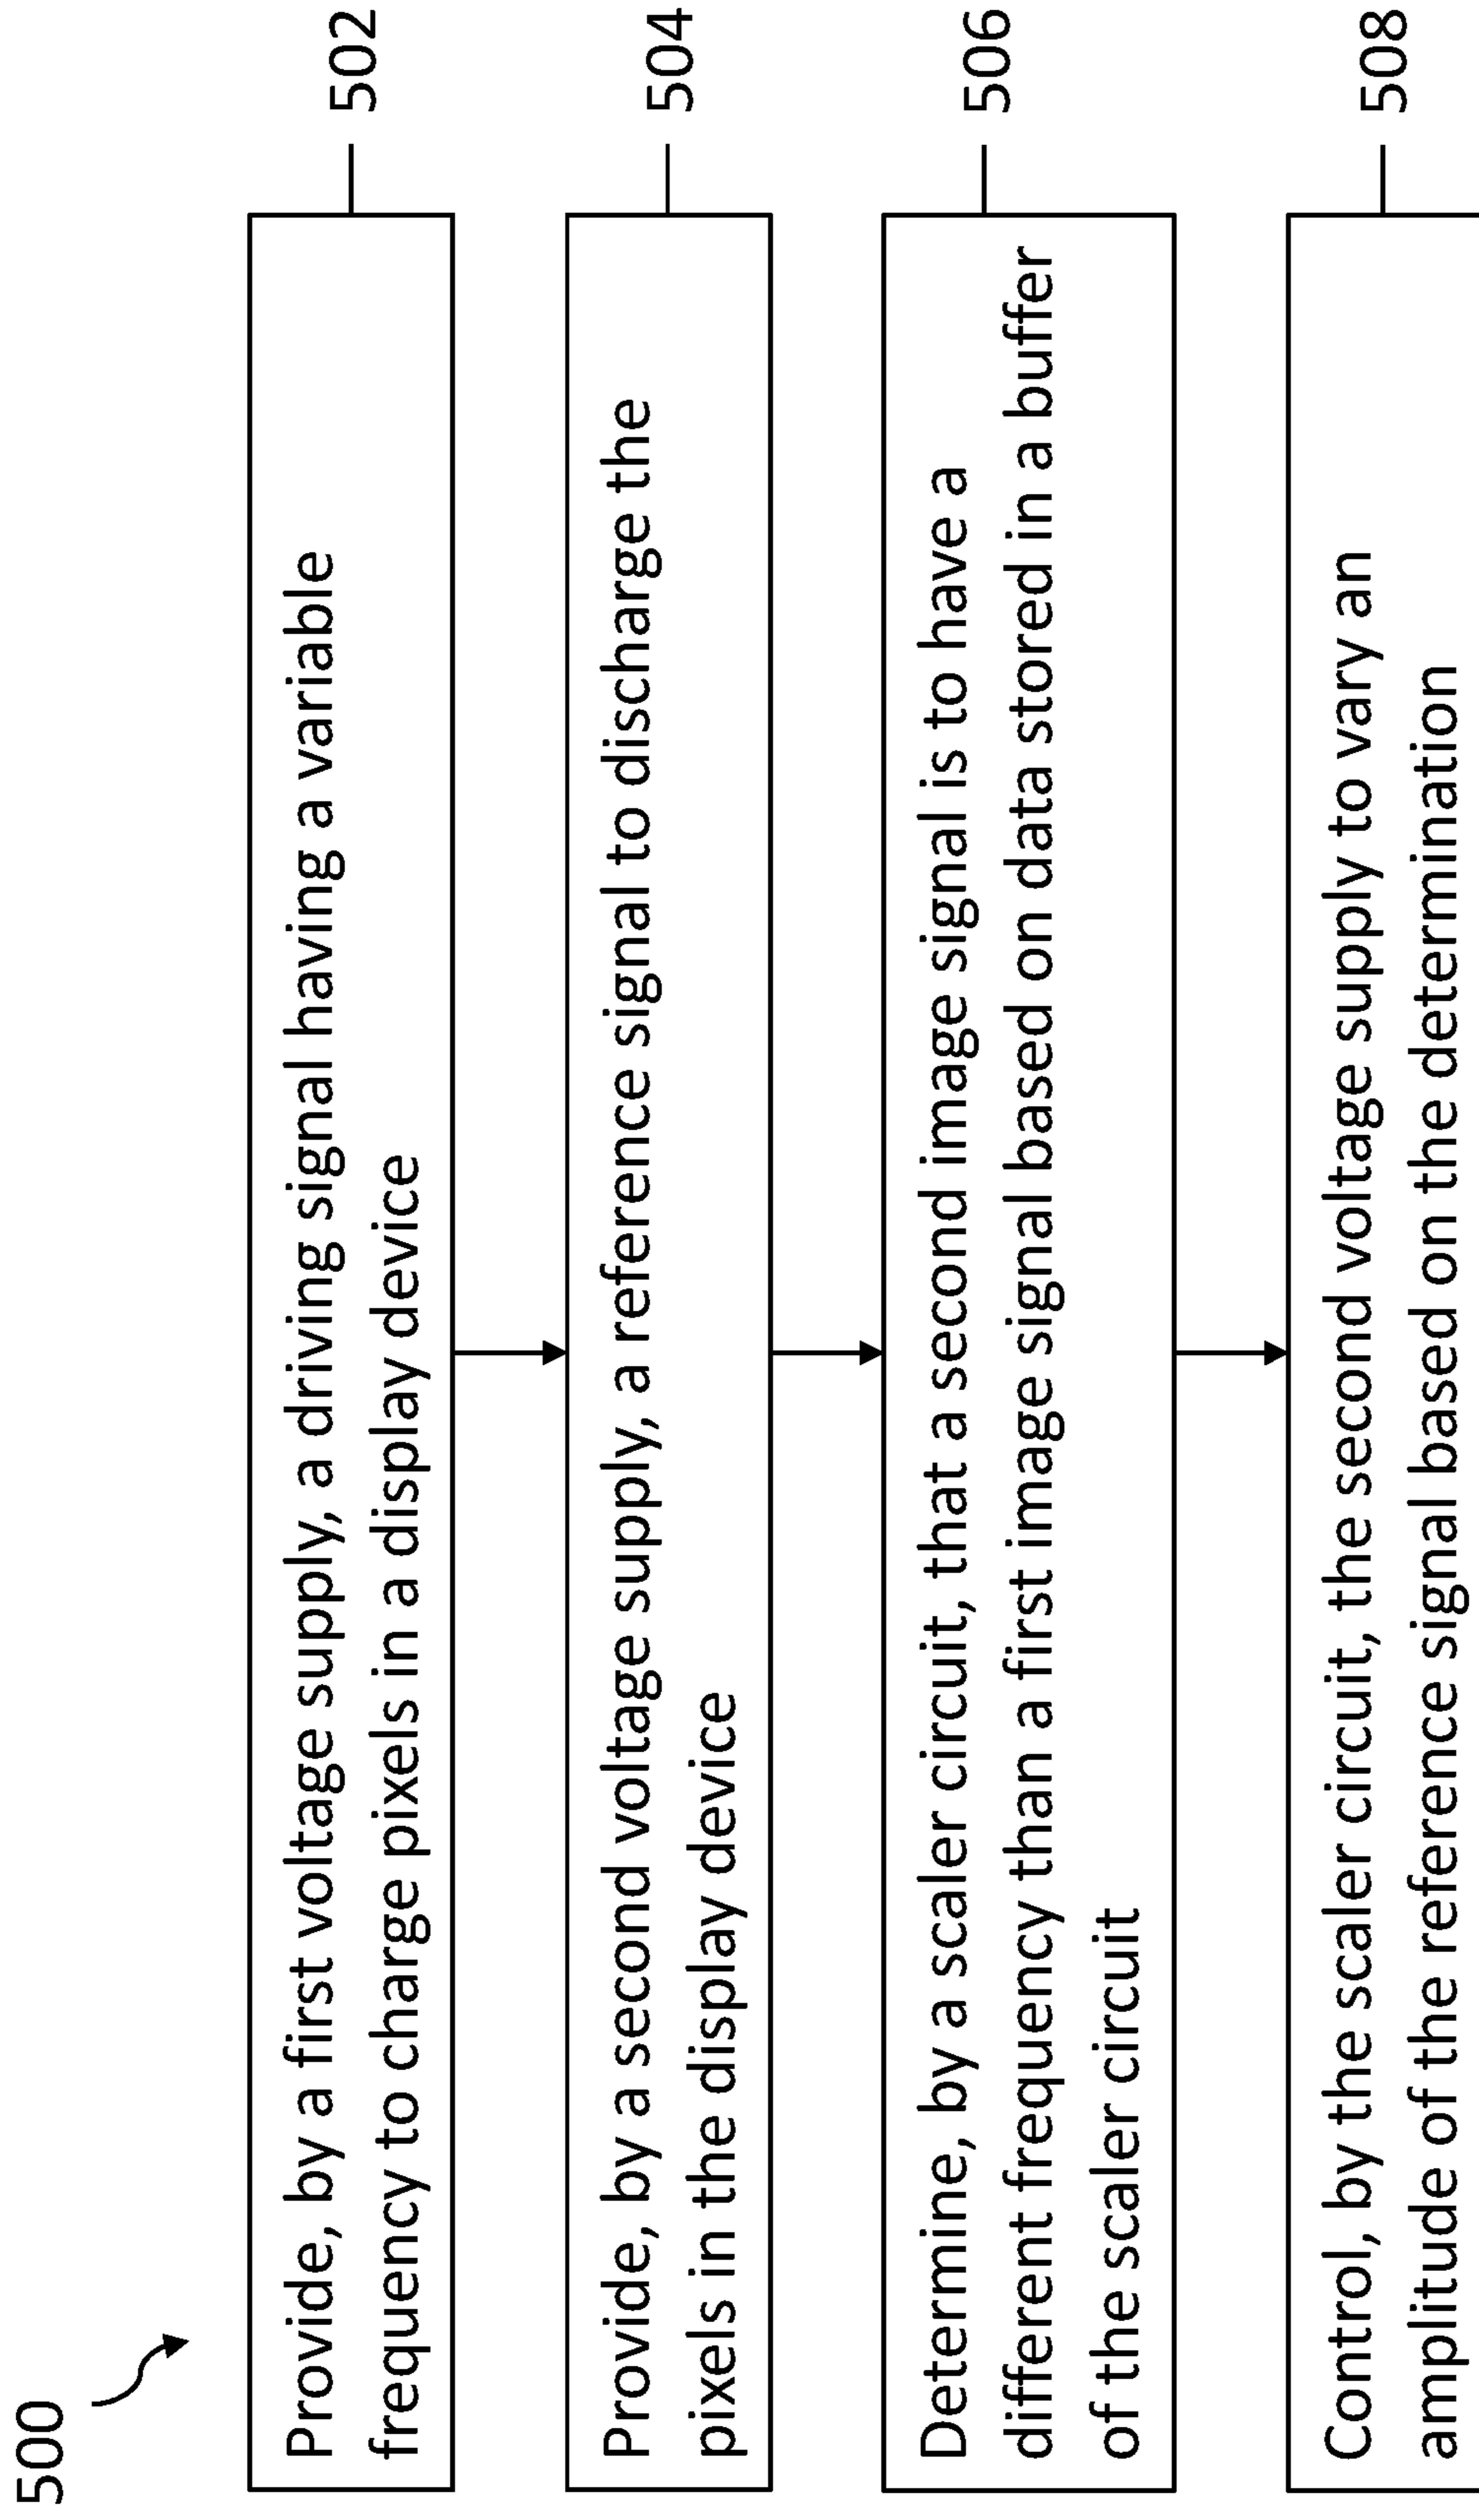 500
Provide, by a first voltage supply, a driving signal having a variable
frequency to charge pixels in a display device
502
Provide, by a second voltage supply, a reference signal to discharge the
pixels in the display device
504
Determine, by a scaler circuit, that a second image signal is to have a
different frequency than a first image signal based on data stored in a buffer
of the scaler circuit
506
Control, by the scaler circuit, the second voltage supply to vary an
amplitude of the reference signal based on the determination
508